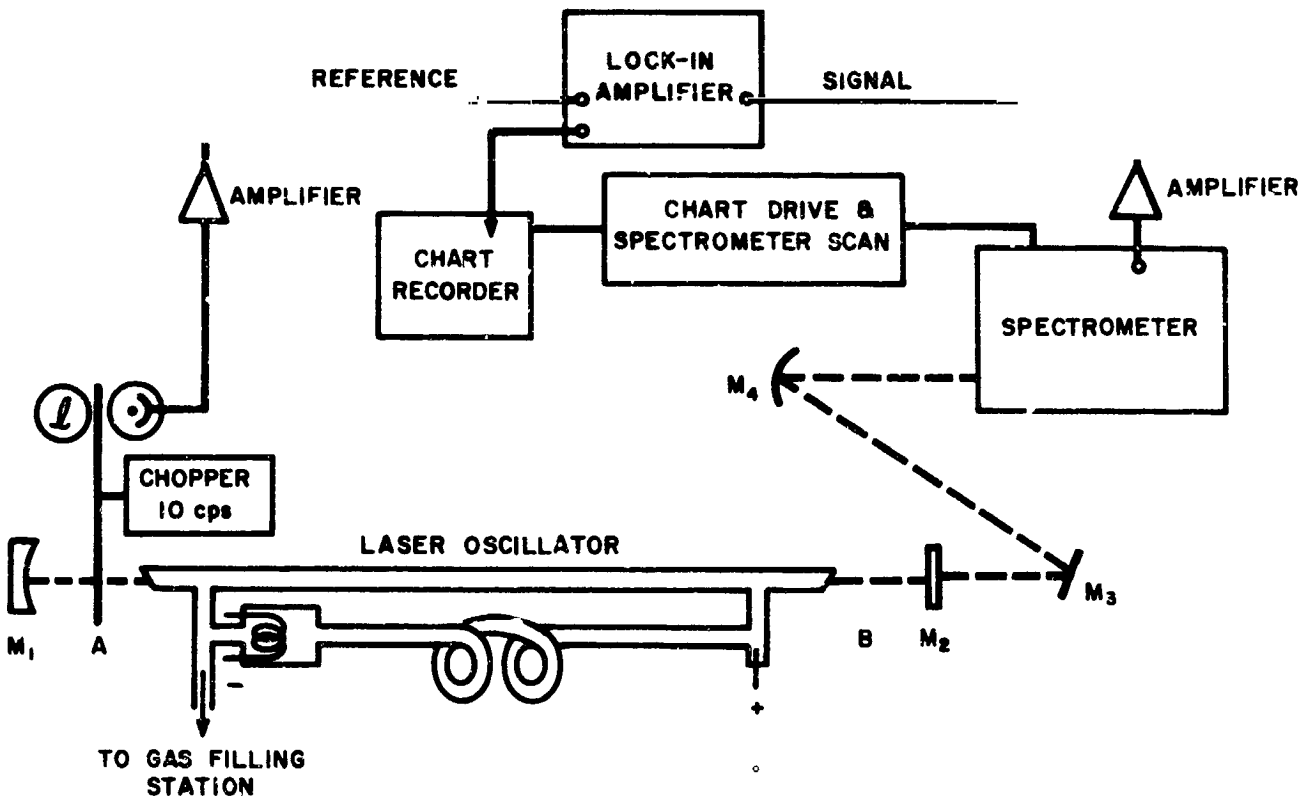 LOCK-IN
AMPLIFIER
REFERENCE
SIGNAL
AMPLIFIER
AMPLIFIER
CHART DRIVE &
SPECTROMETER SCAN
CHART
RECORDER
SPECTROMETER
M₄
l
CHOPPER
10 cps
LASER OSCILLATOR
M₁
A
B
M₂
M₃
−
+
TO GAS FILLING
STATION